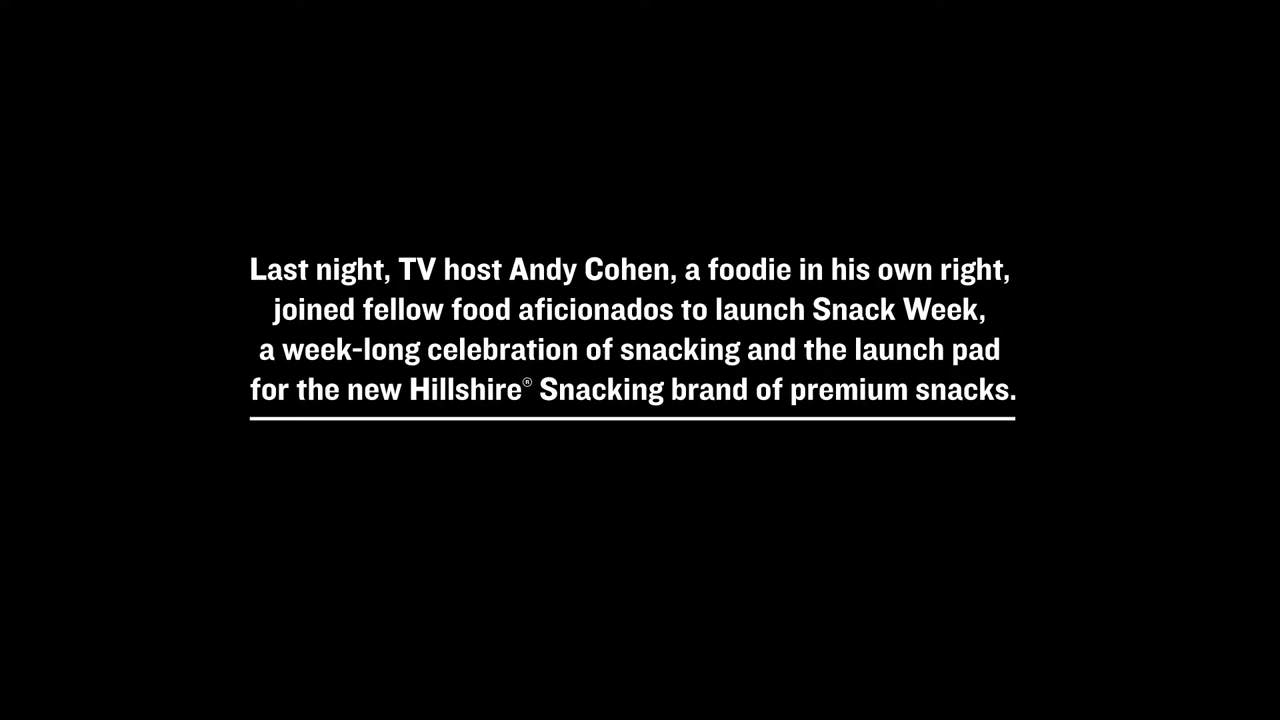 Last night, TV host Andy Cohen, a foodie in his own right,
joined fellow food aficionados to launch Snack Week,
a week-long celebration of snacking and the launch pad
for the new Hillshire® Snacking brand of premium snacks.